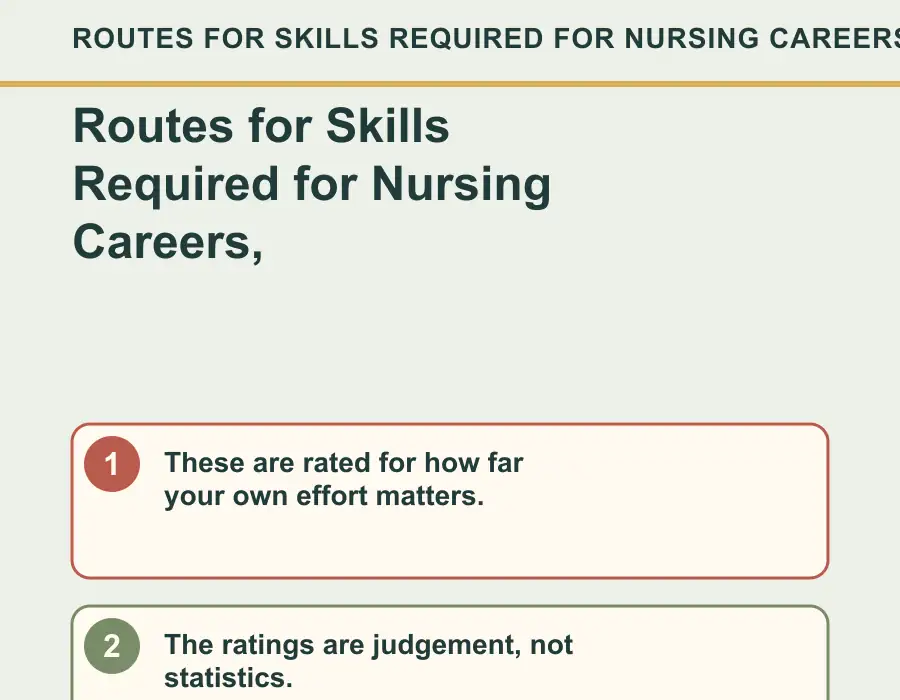 ROUTES FOR SKILLS REQUIRED FOR NURSING CAREERS
Routes for Skills
Required for Nursing
Careers,
1
These are rated for how far
your own effort matters.
2
The ratings are judgement, not
statistics.